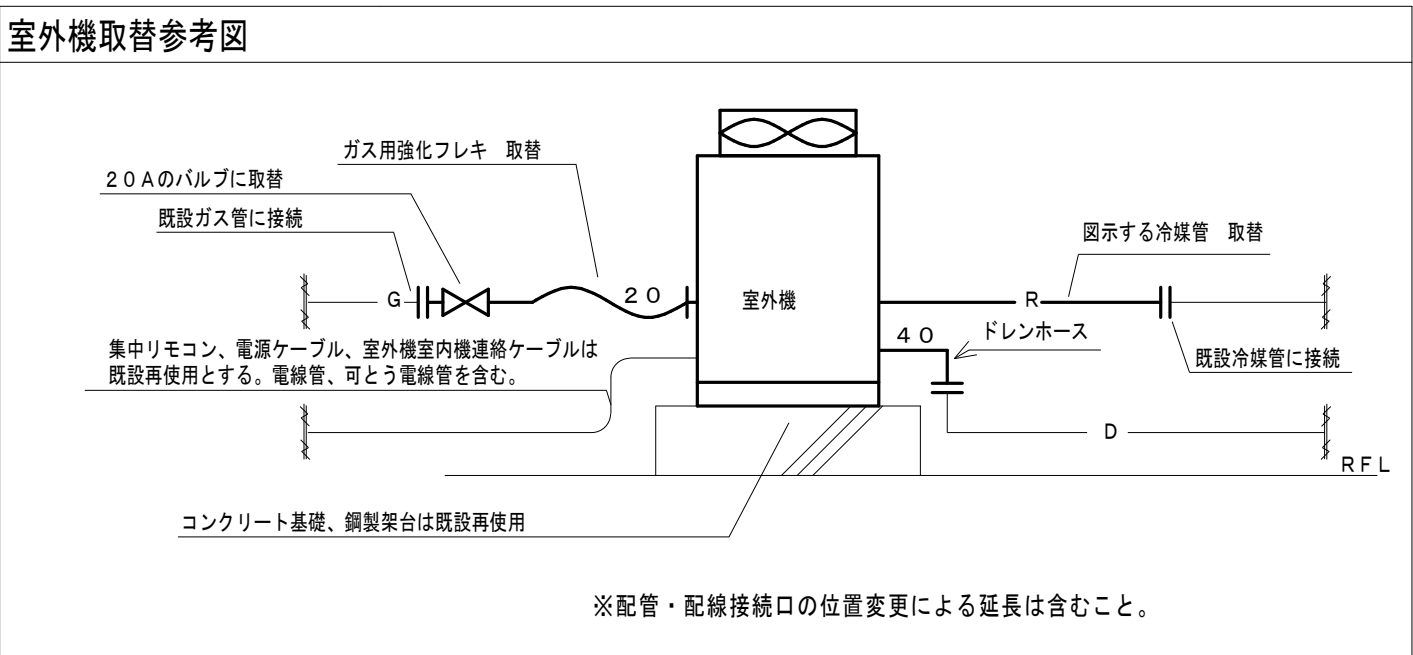 室外機取替参考図
ガス用強化フレキ　取替
２０Aのバルブに取替
既設ガス管に接続
図示する冷媒管　取替
G
２０
室外機
R
４０
ドレンホース
既設冷媒管に接続
集中リモコン、電源ケーブル、室外機室内機連絡ケーブルは
既設再使用とする。電線管、可とう電線管を含む。
D
ＲＦＬ
コンクリート基礎、鋼製架台は既設再使用
※配管・配線接続口の位置変更による延長は含むこと。